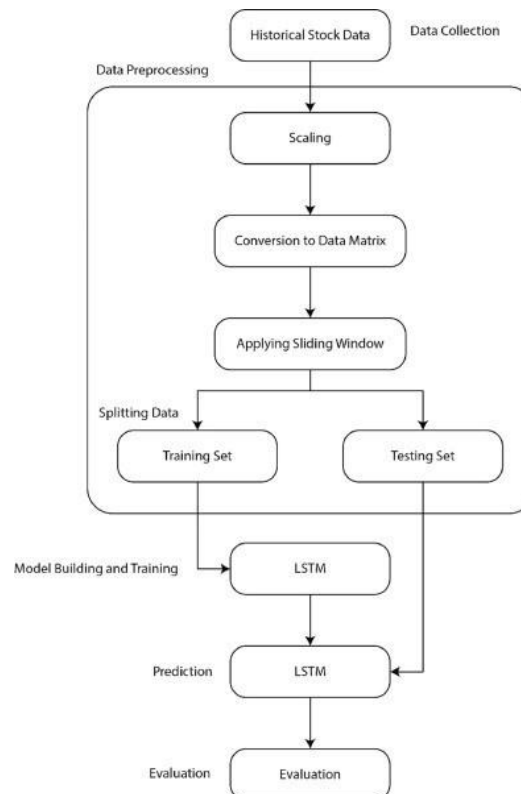 Historical Stock Data
Data Collection
Data Preprocessing
Scaling
Conversion to Data Matrix
Applying Sliding Window
Splitting Data
Training Set
Testing Set
Model Building and Training
LSTM
Prediction
LSTM
Evaluation
Evaluation